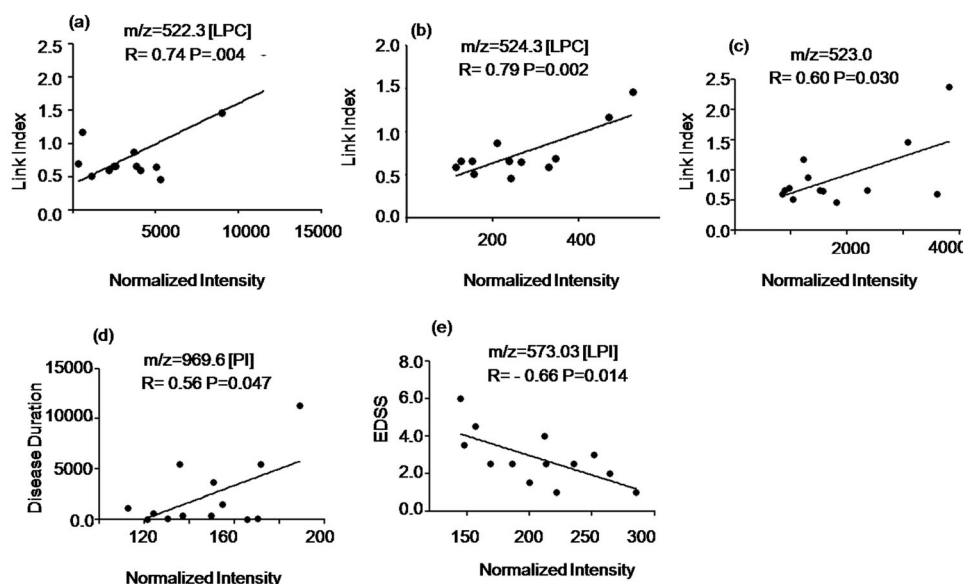 (a)
m/z=522.3 [LPC]
R= 0.74 P=.004
2.5
2.0
1.5
1.0
0.5
0.0
Link Index
5000
10000
15000
Normalized Intensity
(b)
m/z=524.3 [LPC]
R= 0.79 P=0.002
2.0
1.5
1.0
0.5
0.0
Link Index
200
400
Normalized Intensity
(c)
m/z=523.0
R= 0.60 P=0.030
2.5
2.0
1.5
1.0
0.5
0.0
Link Index
0
2000
4000
Normalized Intensity
(d)
m/z=969.6 [PI]
R= 0.56 P=0.047
15000
10000
5000
0
Disease Duration
120
160
200
Normalized Intensity
(e)
m/z=573.03 [LPI]
R= - 0.66 P=0.014
8.0
6.0
4.0
2.0
0.0
EDSS
150
200
250
300
Normalized Intensity